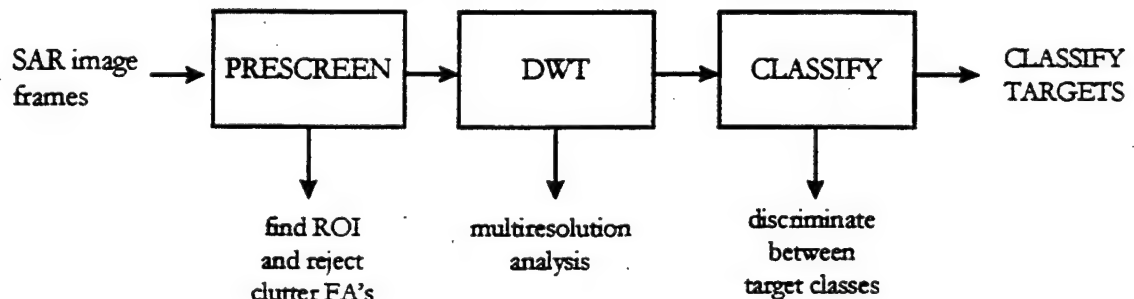 SAR image
frames
PRESCREEN
DWT
CLASSIFY
CLASSIFY
TARGETS
find ROI
and reject
clutter FA's
multiresolution
analysis
discriminate
between
target classes